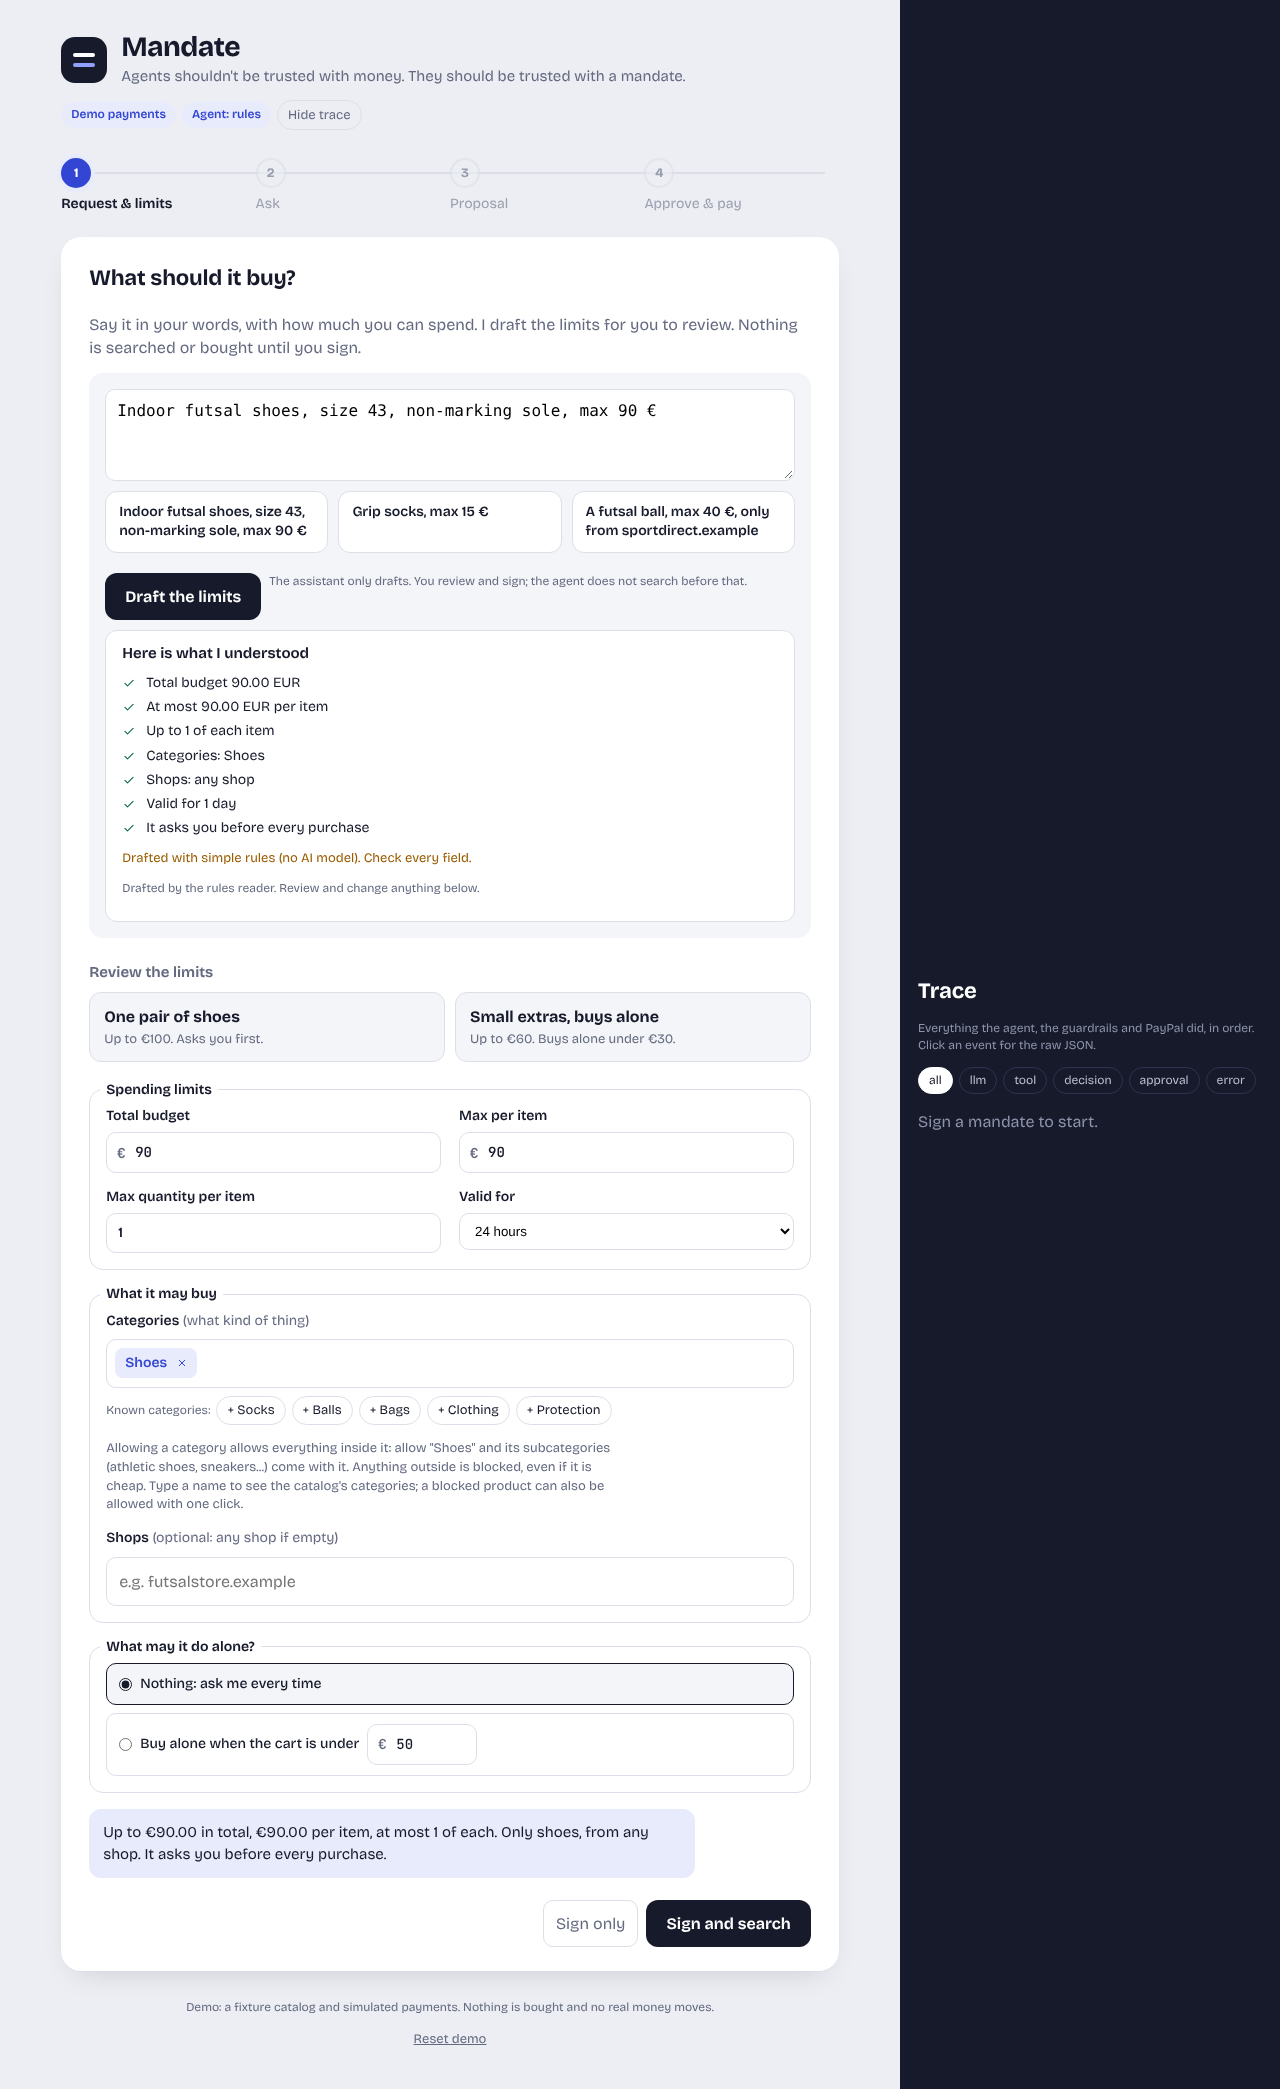 Mandate
Agents shouldn't be trusted with money. They should be trusted with a mandate.
Demo payments
Agent: rules
Hide trace
1
2
3
4
Request & limits
Ask
Proposal
Approve & pay
What should it buy?
Say it in your words, with how much you can spend. I draft the limits for you to review. Nothing
is searched or bought until you sign.
Indoor futsal shoes, size 43, non-marking sole, max 90 €
Indoor futsal shoes, size 43,
non-marking sole, max 90 €
Grip socks, max 15 €
A futsal ball, max 40 €, only
from sportdirect.example
Draft the limits
The assistant only drafts. You review and sign; the agent does not search before that.
Here is what I understood
✓ Total budget 90.00 EUR
✓ At most 90.00 EUR per item
✓ Up to 1 of each item
✓ Categories: Shoes
✓ Shops: any shop
✓ Valid for 1 day
✓ It asks you before every purchase
Drafted with simple rules (no AI model). Check every field.
Drafted by the rules reader. Review and change anything below.
Review the limits
One pair of shoes
Up to €100. Asks you first.
Small extras, buys alone
Up to €60. Buys alone under €30.
Spending limits
Total budget
€ 90
Max per item
€ 90
Max quantity per item
1
Valid for
24 hours
What it may buy
Categories (what kind of thing)
Shoes ×
Known categories: + Socks + Balls + Bags + Clothing + Protection
Allowing a category allows everything inside it: allow "Shoes" and its subcategories
(athletic shoes, sneakers...) come with it. Anything outside is blocked, even if it is
cheap. Type a name to see the catalog's categories; a blocked product can also be
allowed with one click.
Shops (optional: any shop if empty)
e.g. futsalstore.example
What may it do alone?
Nothing: ask me every time
Buy alone when the cart is under € 50
Up to €90.00 in total, €90.00 per item, at most 1 of each. Only shoes, from any
shop. It asks you before every purchase.
Sign only
Sign and search
Demo: a fixture catalog and simulated payments. Nothing is bought and no real money moves.
Reset demo
Trace
Everything the agent, the guardrails and PayPal did, in order.
Click an event for the raw JSON.
all
llm
tool
decision
approval
error
Sign a mandate to start.